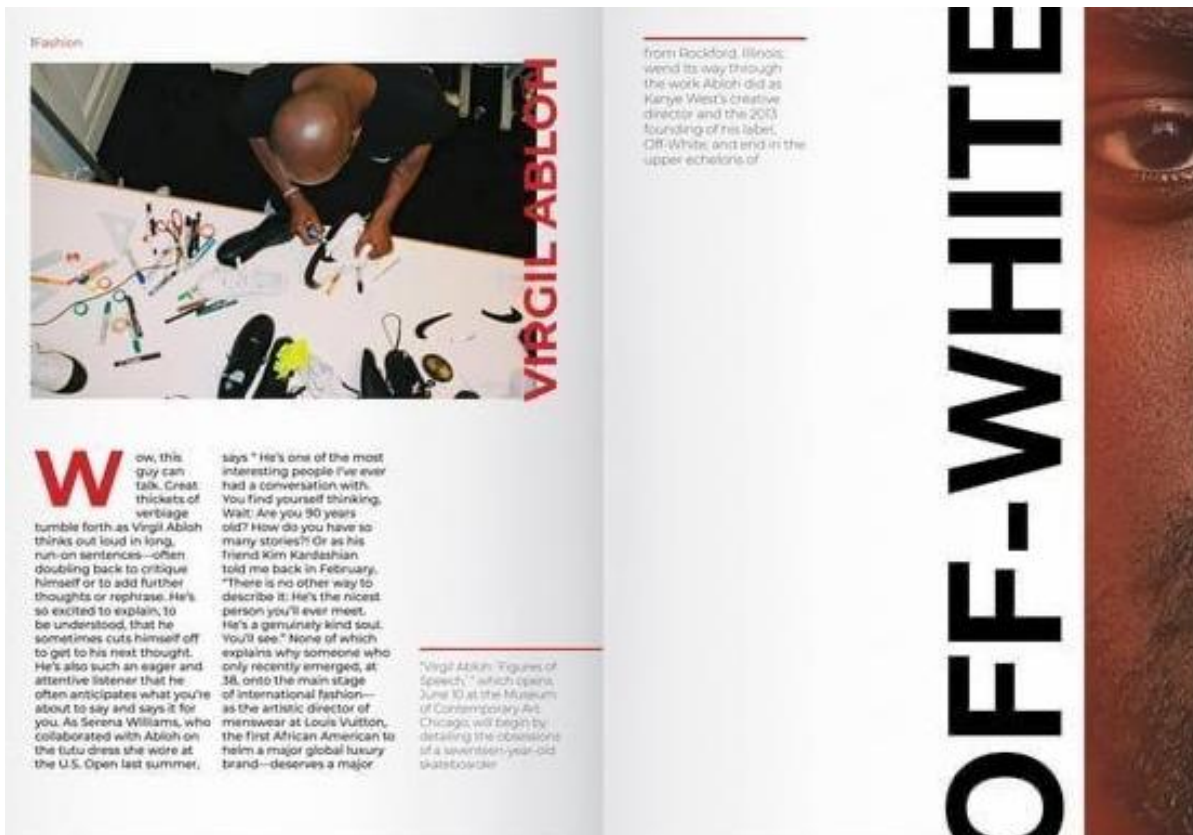 Fashion
VIRGIL ABLOH
Wow, this
guy can
talk. Great
thickets of
verbiage
tumble forth as Virgil Abloh
thinks out loud in long,
run-on sentences—often
doubling back to critique
himself or to add further
thoughts or rephrase. He's
so excited to explain, to
be understood, that he
sometimes cuts himself off
to get to his next thought.
He's also such an eager and
attentive listener that he
often anticipates what you're
about to say and says it for
you. As Serena Williams, who
collaborated with Abloh on
the tutu dress she wore at
the U.S. Open last summer,
says " He's one of the most
interesting people I've ever
had a conversation with.
You find yourself thinking,
Wait: Are you 90 years
old? How do you have so
many stories?! Or as his
friend Kim Kardashian
told me back in February,
"There is no other way to
describe it: He's the nicest
person you'll ever meet.
He's a genuinely kind soul.
You'll see." None of which
explains why someone who
only recently emerged, at
38, onto the main stage
of international fashion—
as the artistic director of
menswear at Louis Vuitton,
the first African American to
helm a major global luxury
brand—deserves a major
"Virgil Abloh: 'Figures of
Speech,' " which opens
June 10 at the Museum
of Contemporary Art
Chicago, will begin by
detailing the obsessions
of a seventeen-year-old
skateboarder
from Rockford, Illinois;
wend its way through
the work Abloh did as
Kanye West's creative
director and the 2013
founding of his label,
Off-White; and end in the
upper echelons of
OFF-WHITE